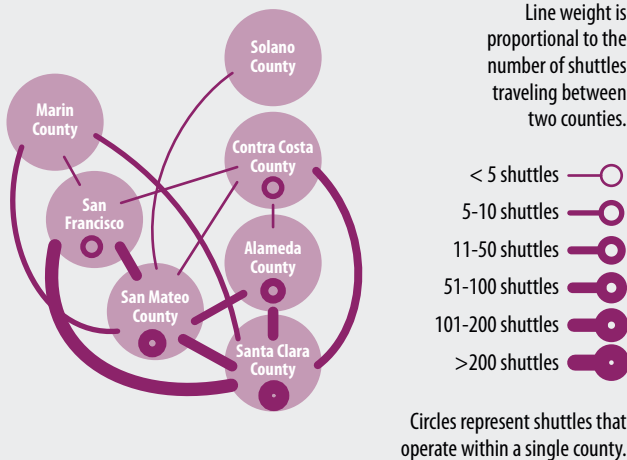 Solano
County
Marin
County
Contra Costa
County
San
Francisco
Alameda
County
San Mateo
County
Santa Clara
County
Line weight is
proportional to the
number of shuttles
traveling between
two counties.
< 5 shuttles
5-10 shuttles
11-50 shuttles
51-100 shuttles
101-200 shuttles
>200 shuttles
Circles represent shuttles that
operate within a single county.